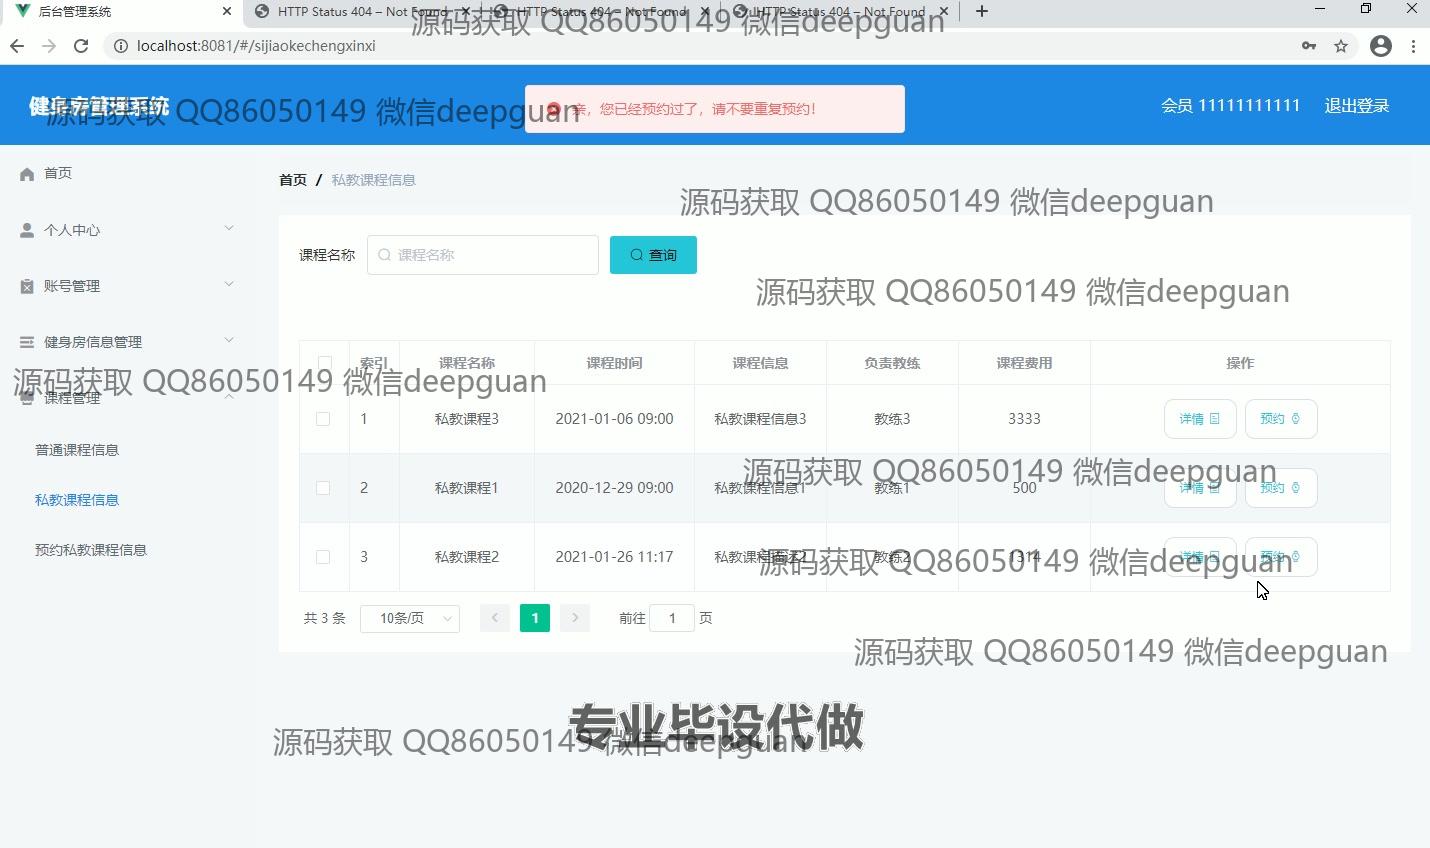 后台管理系统
HTTP Status 404 – Not Found
HTTP Status 404 – Not Found
HTTP Status 404 – Not Found
源码获取 QQ86050149 微信deepguan
localhost:8081/#/sijiaokechengxinxi
健身房管理系统
源码获取 QQ86050149 微信deepguan
亲，您已经预约过了，请不要重复预约！
会员 11111111111
退出登录
首页
首页 / 私教课程信息
源码获取 QQ86050149 微信deepguan
个人中心
课程名称
课程名称
查询
账号管理
源码获取 QQ86050149 微信deepguan
健身房信息管理
索引 课程名称 课程时间 课程信息 负责教练 课程费用 操作
源码获取 QQ86050149 微信deepguan
课程管理
1 私教课程3 2021-01-06 09:00 私教课程信息3 教练3 3333 详情 预约
普通课程信息
源码获取 QQ86050149 微信deepguan
2 私教课程1 2020-12-29 09:00 私教课程信息1 教练1 500 详情 预约
私教课程信息
预约私教课程信息
3 私教课程2 2021-01-26 11:17 教练2 1314 详情 预约
源码获取 QQ86050149 微信deepguan
共 3 条 10条/页 1 前往 1 页
源码获取 QQ86050149 微信deepguan
专业毕设代做
源码获取 QQ86050149 微信deepguan